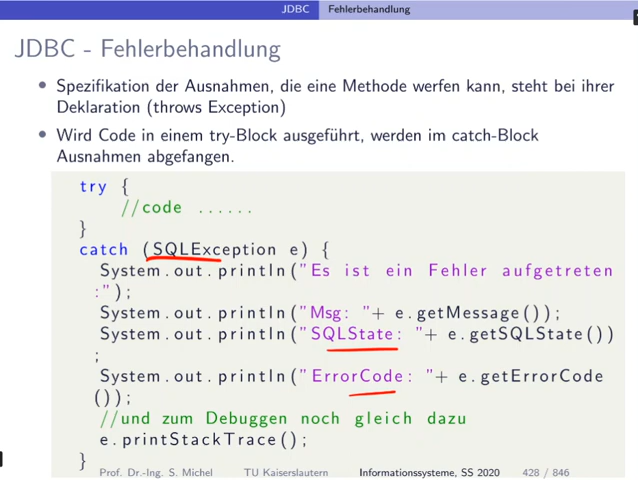 JDBC Fehlerbehandlung
JDBC - Fehlerbehandlung
• Spezifikation der Ausnahmen, die eine Methode werfen kann, steht bei ihrer
Deklaration (throws Exception)
• Wird Code in einem try-Block ausgeführt, werden im catch-Block
Ausnahmen abgefangen.
try {
//code ......
}
catch (SQLException e) {
System.out.println("Es ist ein Fehler aufgetreten
:");
System.out.println("Msg: "+ e.getMessage());
System.out.println("SQLState: "+ e.getSQLState())
;
System.out.println("ErrorCode: "+ e.getErrorCode
());
//und zum Debuggen noch gleich dazu
e.printStackTrace();
}
Prof. Dr.-Ing. S. Michel TU Kaiserslautern Informationssysteme, SS 2020 428 / 846